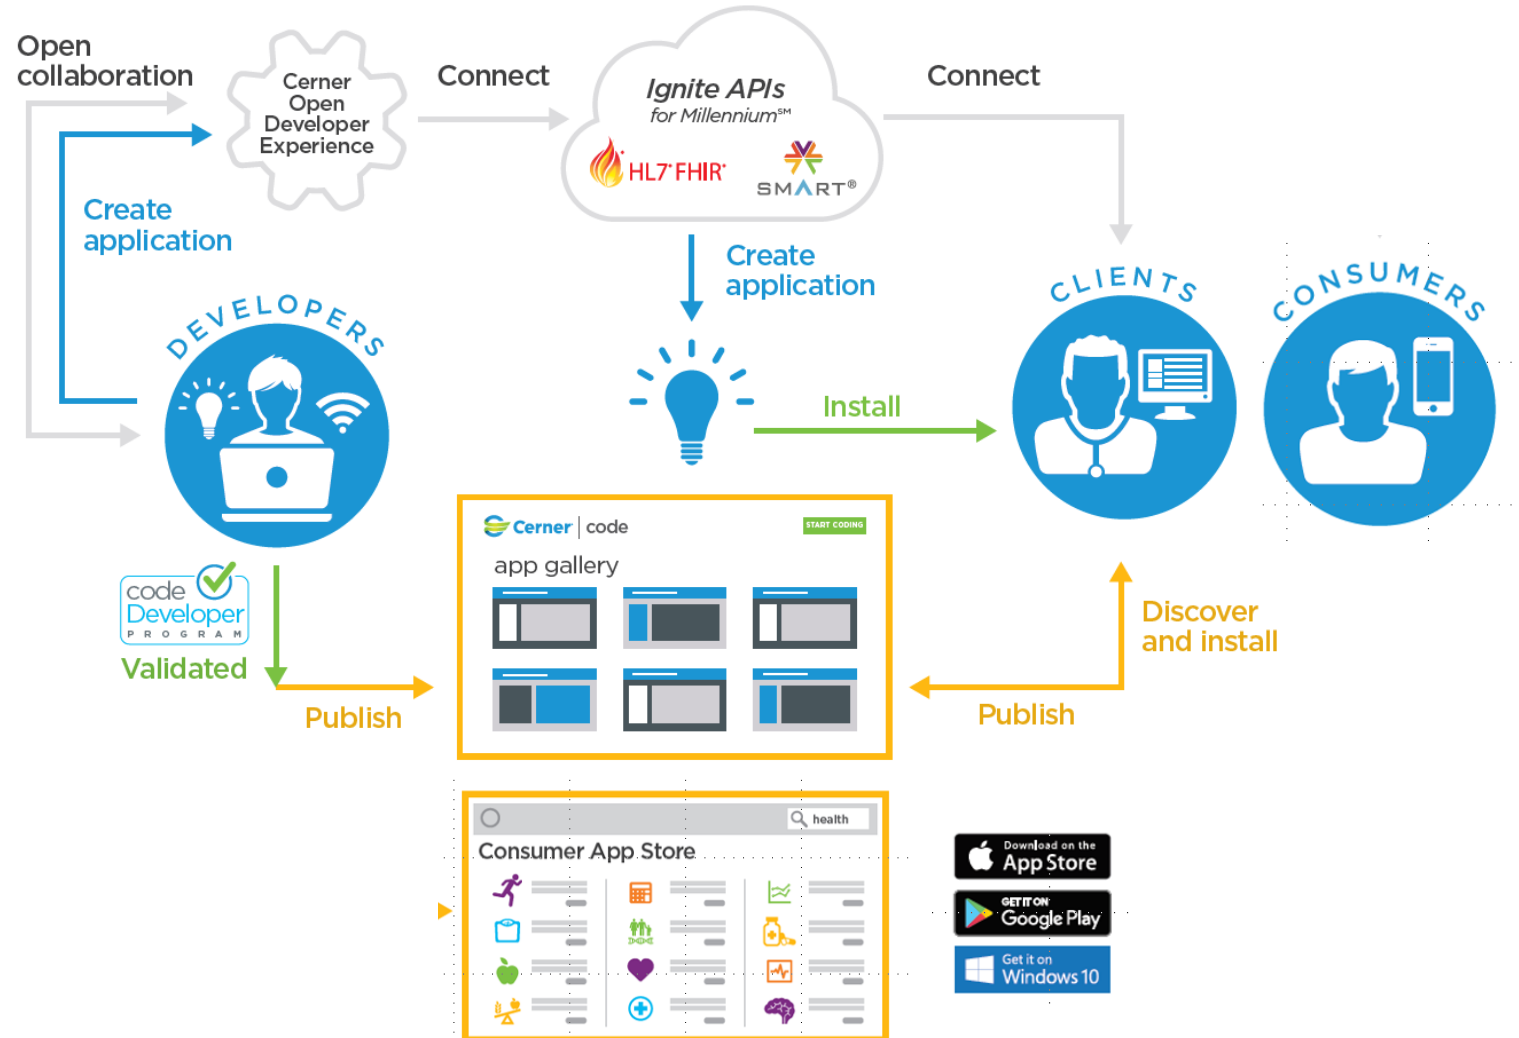 Open
collaboration
Cerner
Open
Developer
Experience
Connect
Ignite APIs
for Millennium℠
HL7 FHIR
SMART®
Connect
Create
application
Create
application
DEVELOPERS
CLIENTS
CONSUMERS
Install
Cerner | code
START CODING
app gallery
code
Developer
PROGRAM
Validated
Publish
Discover
and install
Publish
health
Consumer App Store
Download on the
App Store
GET IT ON
Google Play
Get it on
Windows 10